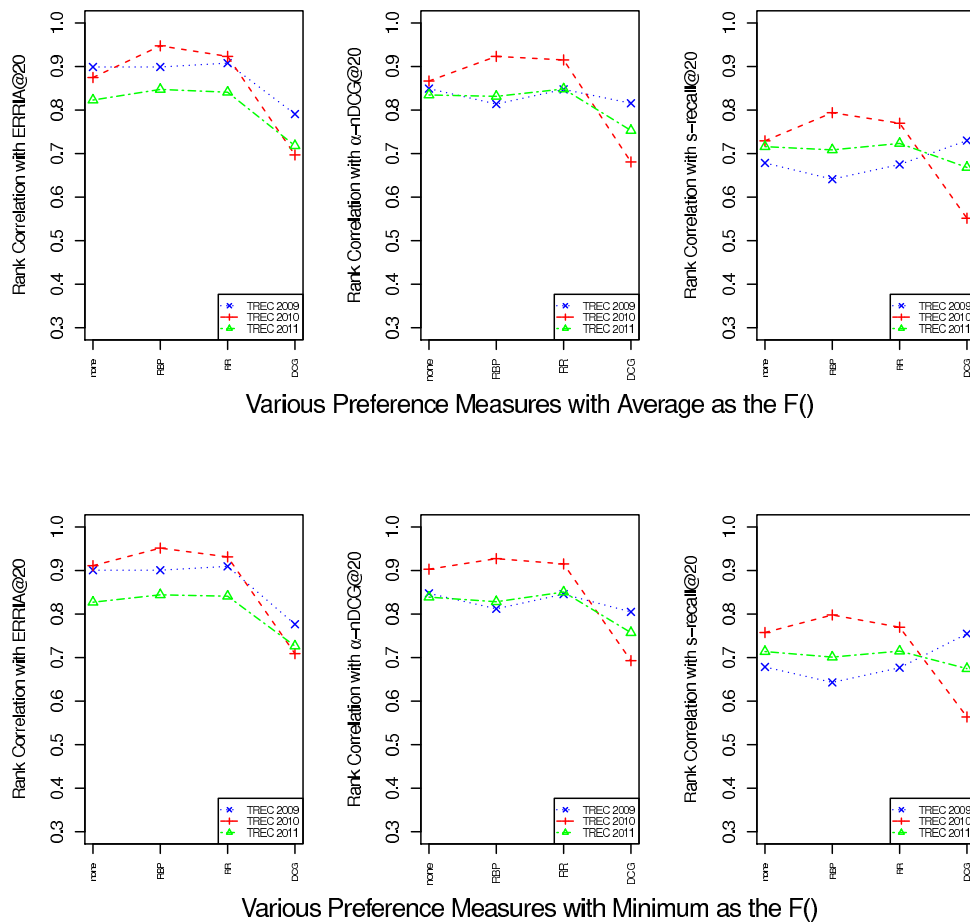 Rank Correlation with ERRIIA@20
1.0
0.9
0.8
0.7
0.6
0.5
0.4
0.3
TREC 2009
TREC 2010
TREC 2011
none
RBP
RR
DCG
Rank Correlation with α−nDCG@20
1.0
0.9
0.8
0.7
0.6
0.5
0.4
0.3
TREC 2009
TREC 2010
TREC 2011
none
RBP
RR
DCG
Rank Correlation with s−recall@20
1.0
0.9
0.8
0.7
0.6
0.5
0.4
0.3
TREC 2009
TREC 2010
TREC 2011
none
RBP
RR
DCG
Various Preference Measures with Average as the F()
Rank Correlation with ERRIIA@20
1.0
0.9
0.8
0.7
0.6
0.5
0.4
0.3
TREC 2009
TREC 2010
TREC 2011
none
RBP
RR
DCG
Rank Correlation with α−nDCG@20
1.0
0.9
0.8
0.7
0.6
0.5
0.4
0.3
TREC 2009
TREC 2010
TREC 2011
none
RBP
RR
DCG
Rank Correlation with s−recall@20
1.0
0.9
0.8
0.7
0.6
0.5
0.4
0.3
TREC 2009
TREC 2010
TREC 2011
none
RBP
RR
DCG
Various Preference Measures with Minimum as the F()